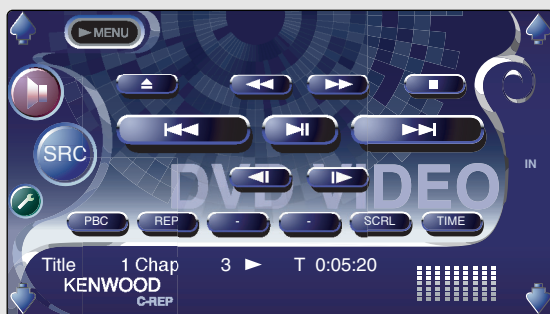 ►MENU
SRC
DVD VIDEO
IN
PBC REP - - SCRL TIME
Title 1 Chap 3 ► T 0:05:20
KENWOOD
C-REP